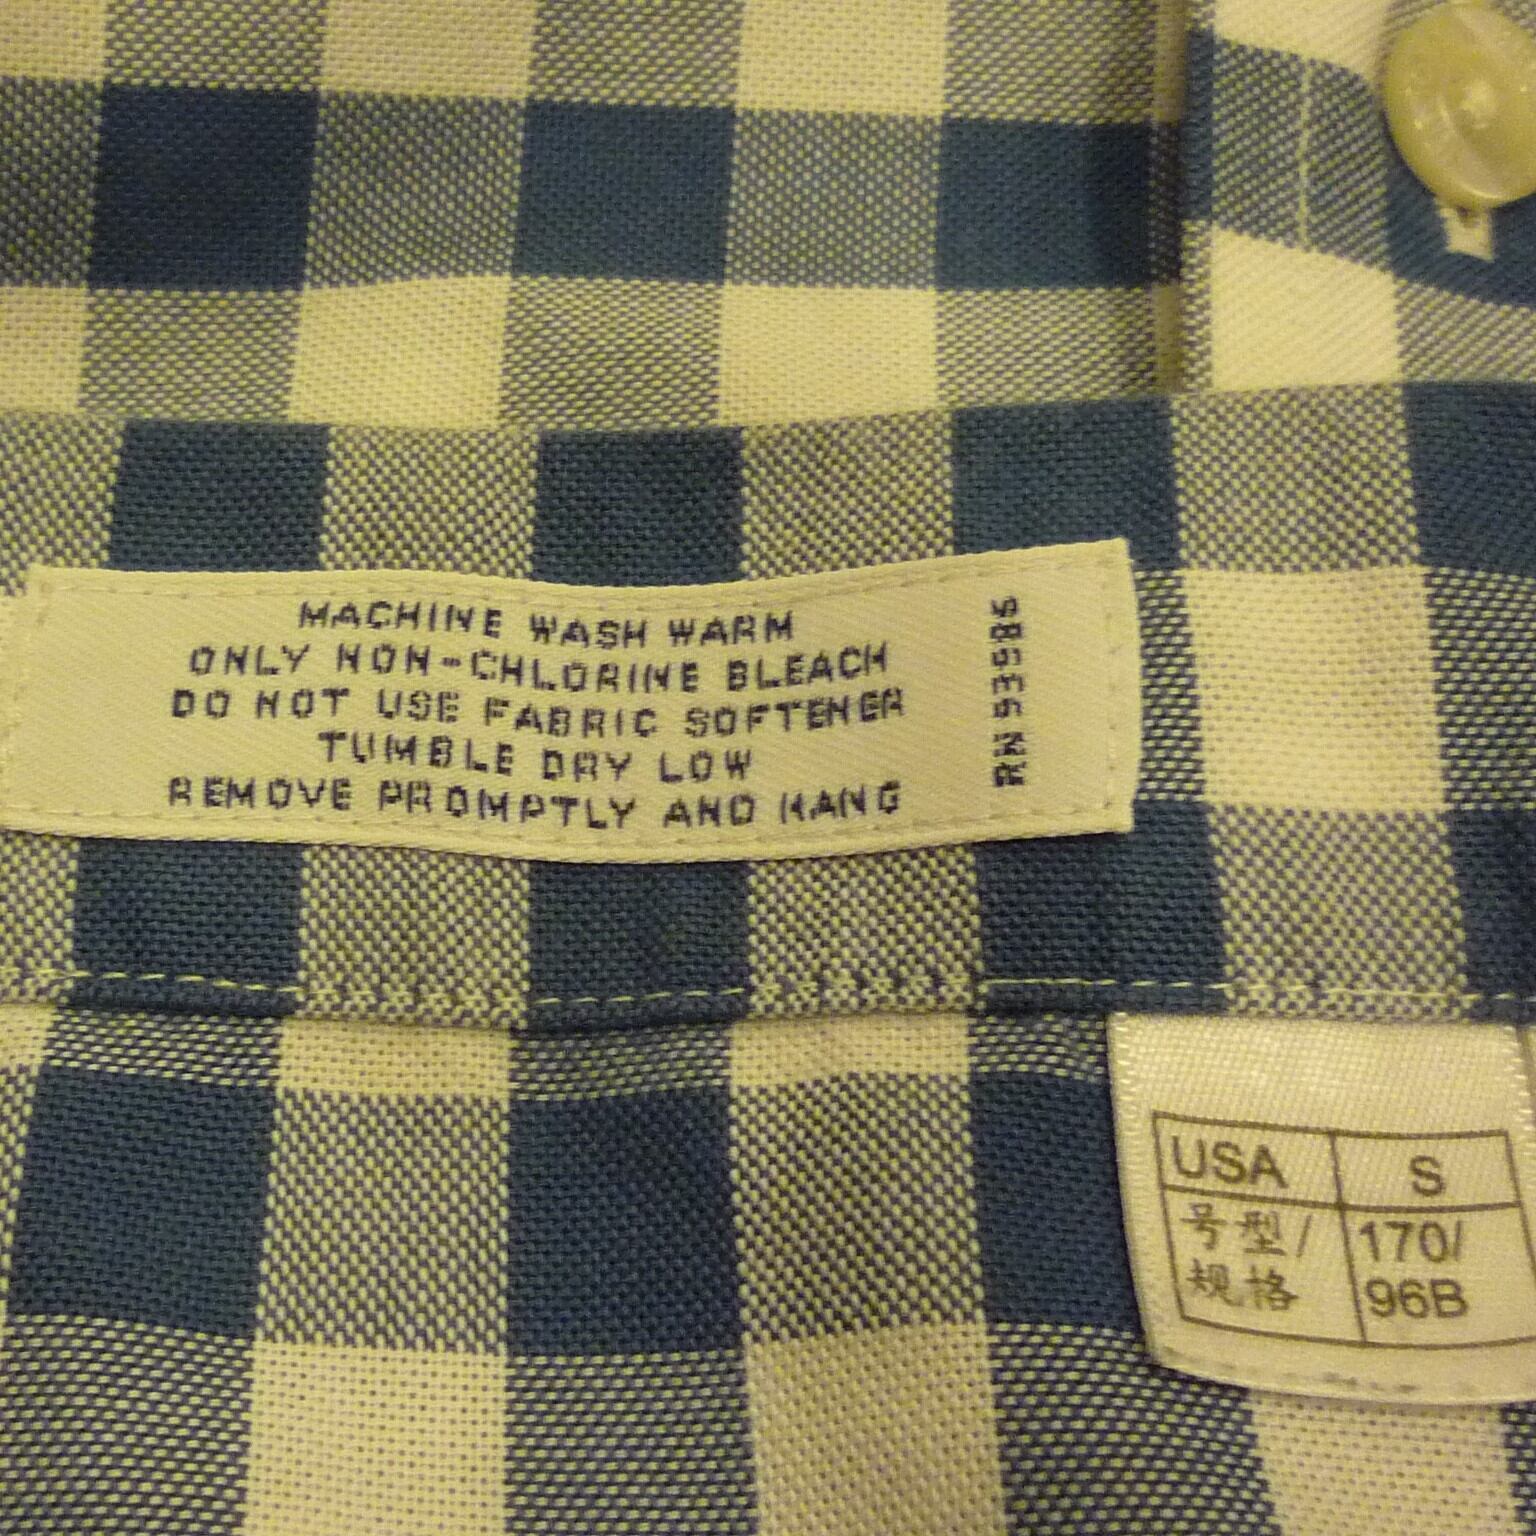 MACHINE WASH WARM
ONLY NON-CHLORINE BLEACH
DO NOT USE FABRIC SOFTENER
TUMBLE DRY LOW
REMOVE PROMPTLY AND HANG
RN 93985
USA S
号型/ 170/
规格 96B